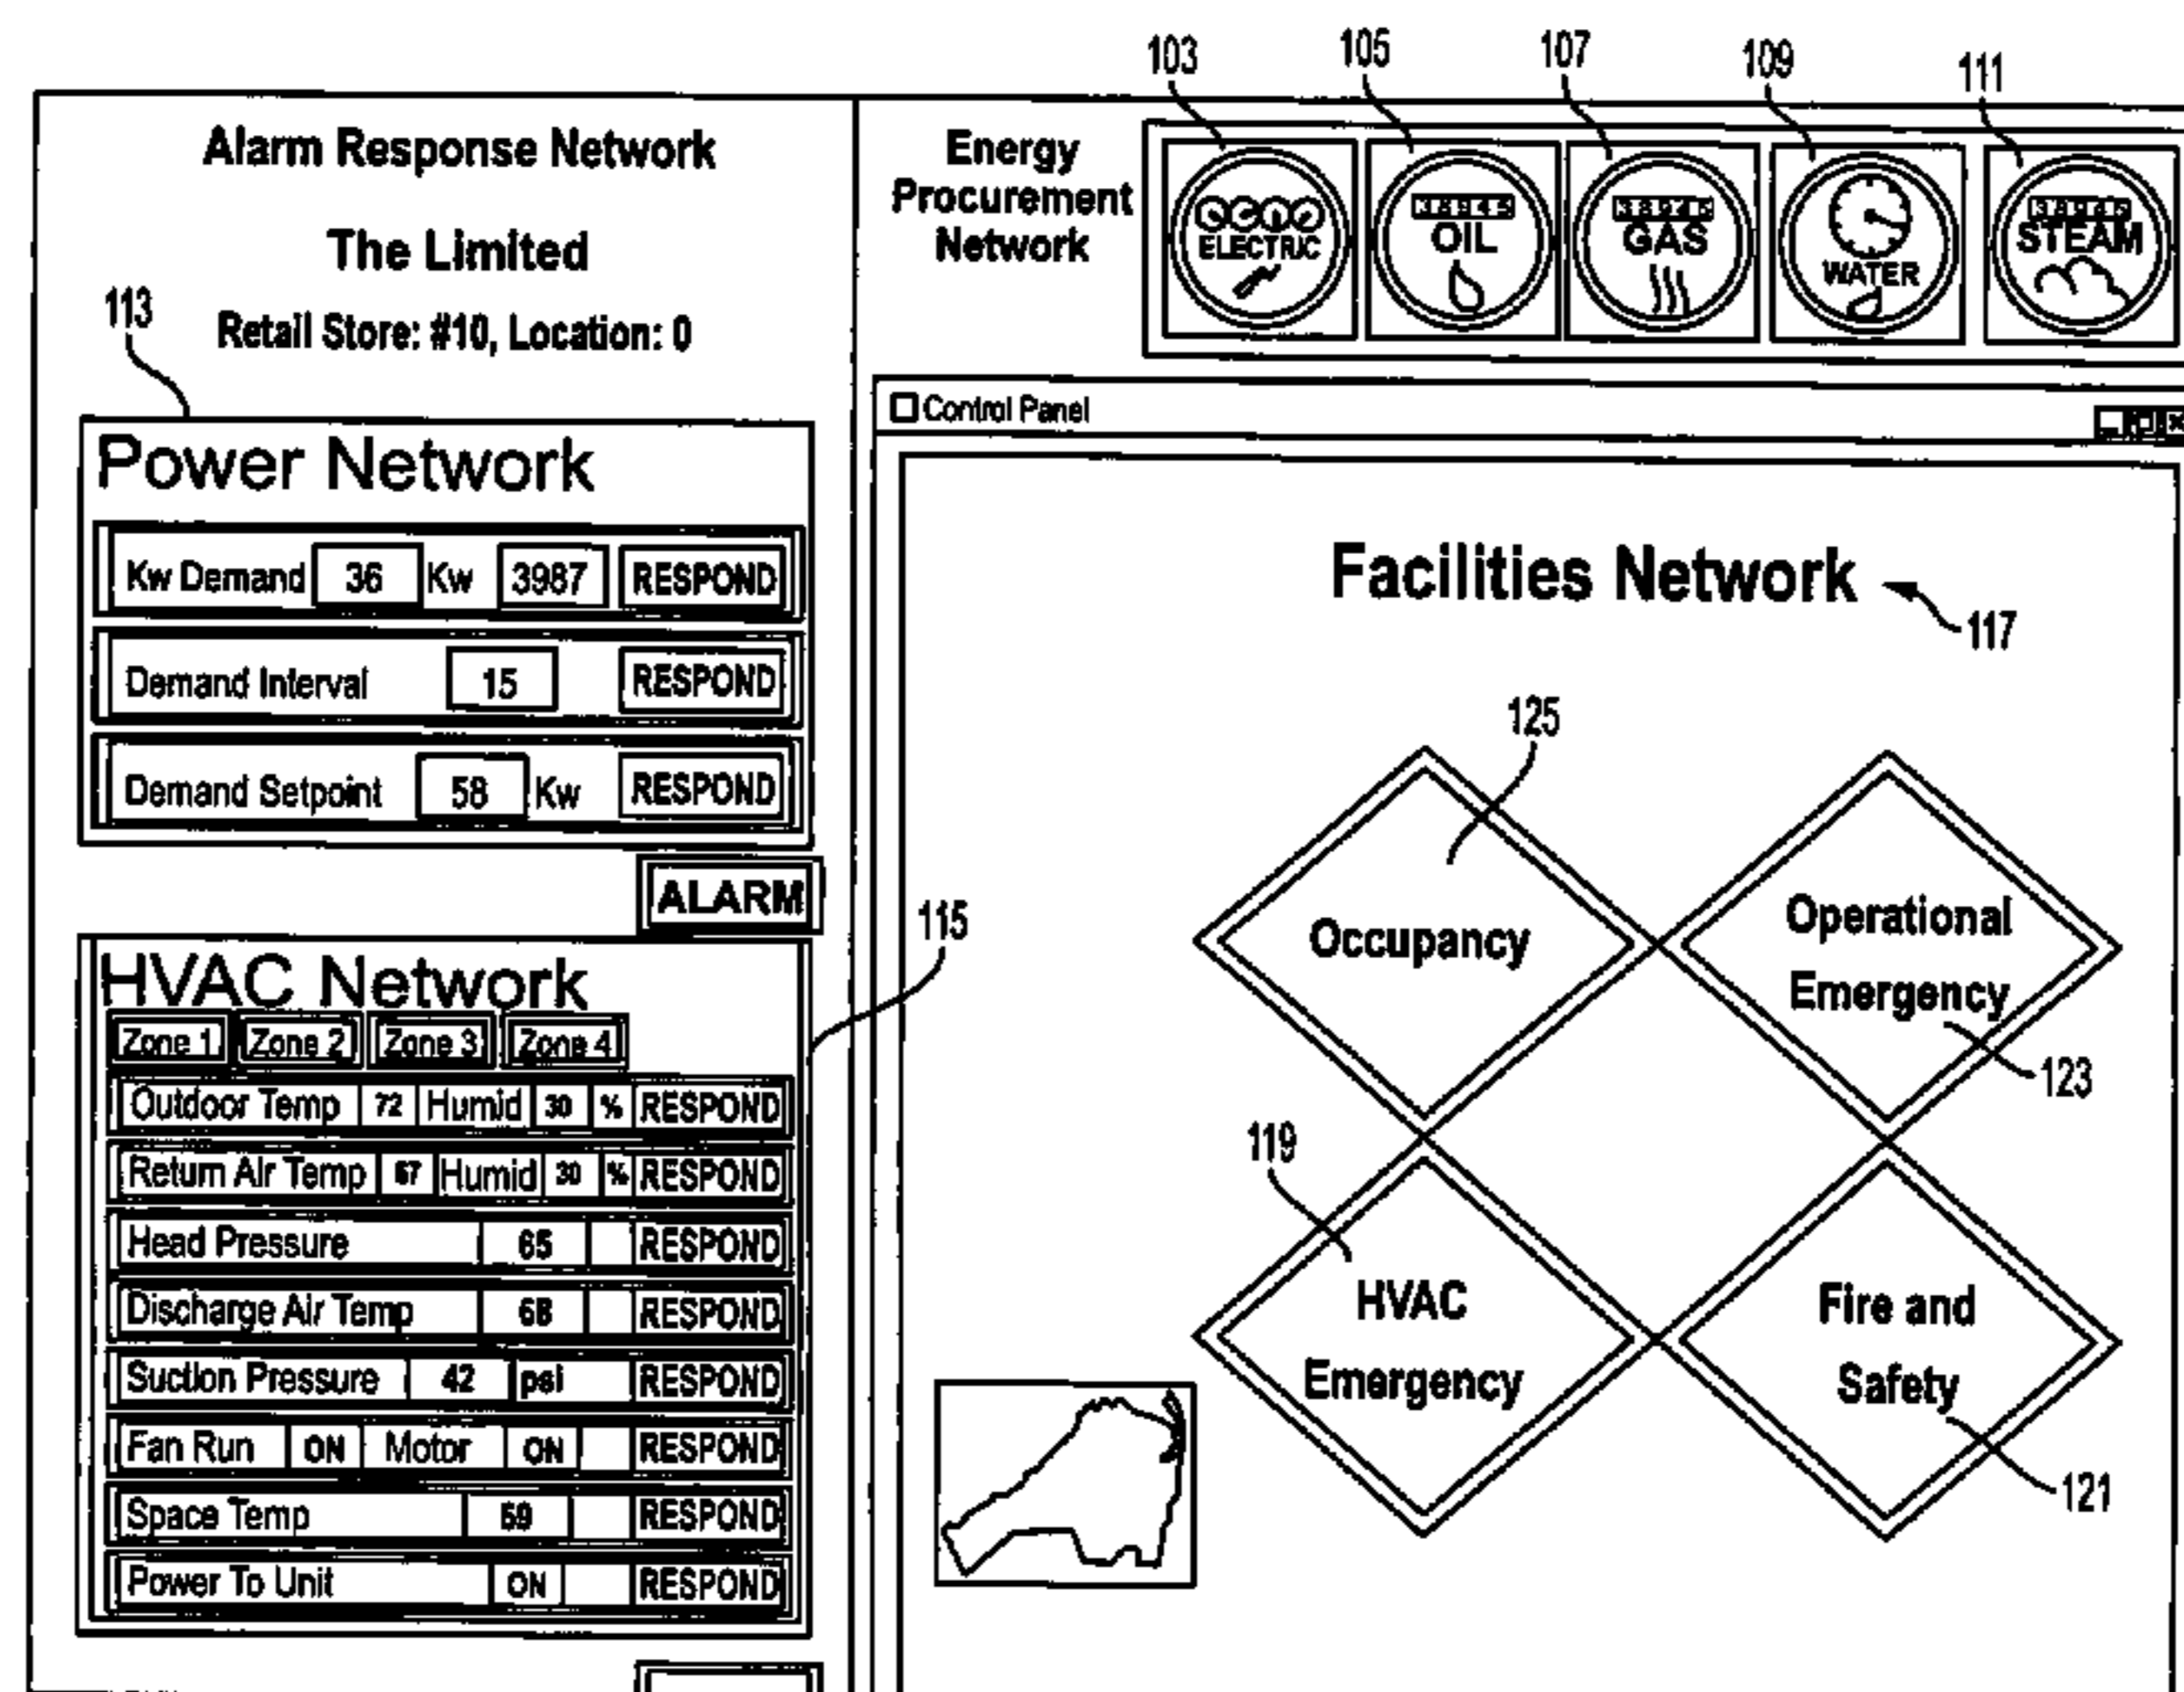 103 105 107 109 111
Alarm Response Network
The Limited
Retail Store: #10, Location: 0
113
Power Network
Kw Demand 36 Kw 3987 RESPOND
Demand Interval 15 RESPOND
Demand Setpoint 58 Kw RESPOND
ALARM
115
HVAC Network
Zone 1 Zone 2 Zone 3 Zone 4
Outdoor Temp 72 Humid 30 % RESPOND
Return Air Temp 67 Humid 30 % RESPOND
Head Pressure 65 RESPOND
Discharge Air Temp 68 RESPOND
Suction Pressure 42 psi RESPOND
Fan Run ON Motor ON RESPOND
Space Temp RESPOND
Power To Unit ON RESPOND
Energy
Procurement
Network
ELECTRIC
38945
OIL
38945
GAS
WATER
38945
STEAM
Control Panel
Facilities Network
117
125
Occupancy
Operational
Emergency
123
119
HVAC
Emergency
Fire and
Safety
121